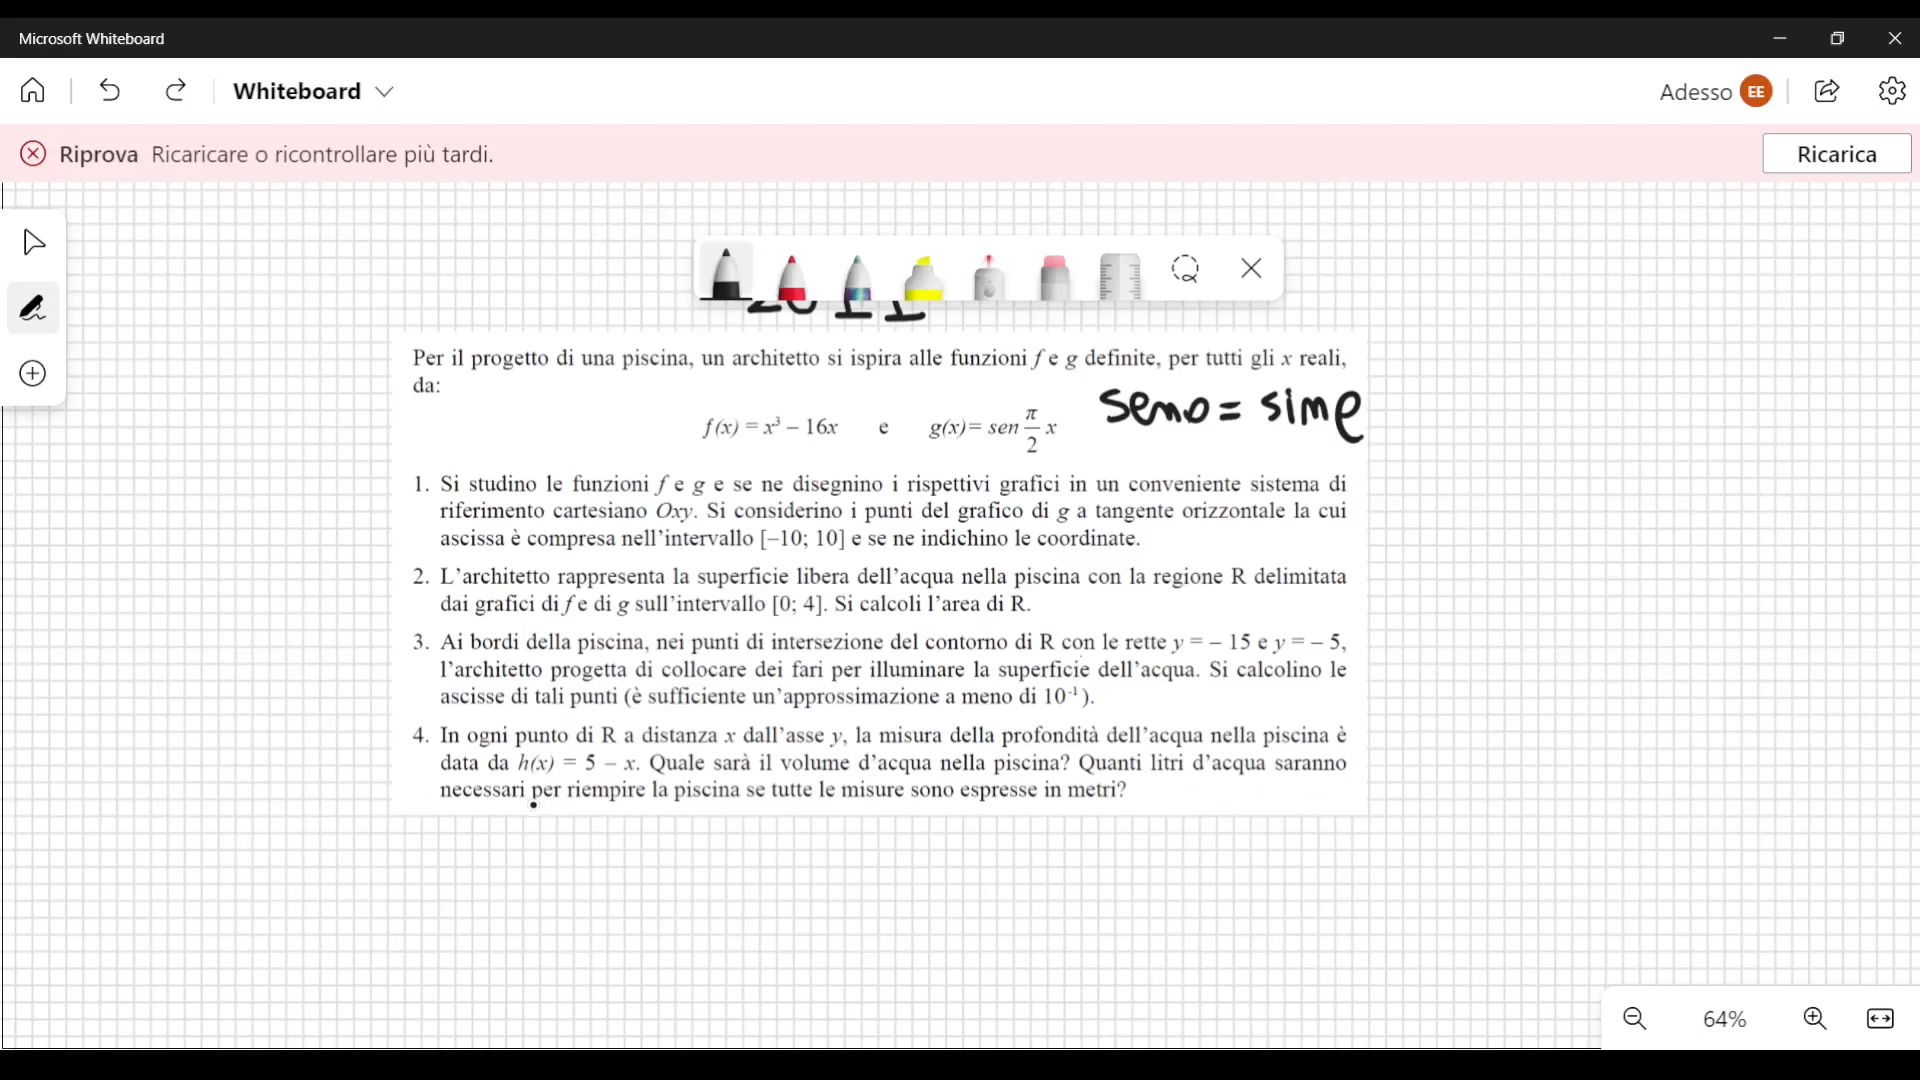 Microsoft Whiteboard
Whiteboard
Adesso EE
Riprova Ricaricare o ricontrollare più tardi.
Ricarica
Per il progetto di una piscina, un architetto si ispira alle funzioni f e g definite, per tutti gli x reali,
da:
f(x) = x³ – 16x e g(x)= sen π/2 x
seno = sine
1. Si studino le funzioni f e g e se ne disegnino i rispettivi grafici in un conveniente sistema di
riferimento cartesiano Oxy. Si considerino i punti del grafico di g a tangente orizzontale la cui
ascissa è compresa nell’intervallo [–10; 10] e se ne indichino le coordinate.
2. L’architetto rappresenta la superficie libera dell’acqua nella piscina con la regione R delimitata
dai grafici di f e di g sull’intervallo [0; 4]. Si calcoli l’area di R.
3. Ai bordi della piscina, nei punti di intersezione del contorno di R con le rette y = – 15 e y = – 5,
l’architetto progetta di collocare dei fari per illuminare la superficie dell’acqua. Si calcolino le
ascisse di tali punti (è sufficiente un’approssimazione a meno di 10⁻¹).
4. In ogni punto di R a distanza x dall’asse y, la misura della profondità dell’acqua nella piscina è
data da h(x) = 5 – x. Quale sarà il volume d’acqua nella piscina? Quanti litri d’acqua saranno
necessari per riempire la piscina se tutte le misure sono espresse in metri?
64%